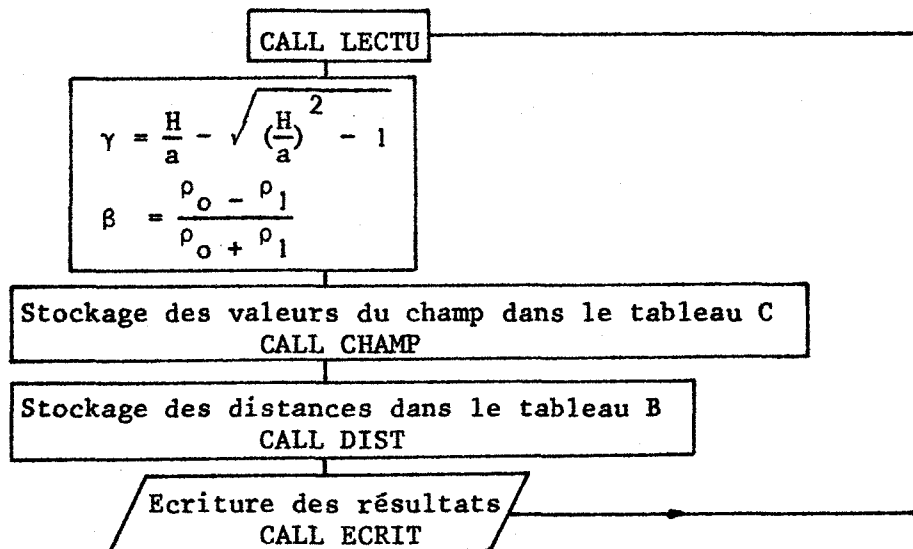 CALL LECTU
γ = H/a - √((H/a)² - 1)
β = (ρo - ρ1)/(ρo + ρ1)
Stockage des valeurs du champ dans le tableau C
CALL CHAMP
Stockage des distances dans le tableau B
CALL DIST
Ecriture des résultats
CALL ECRIT